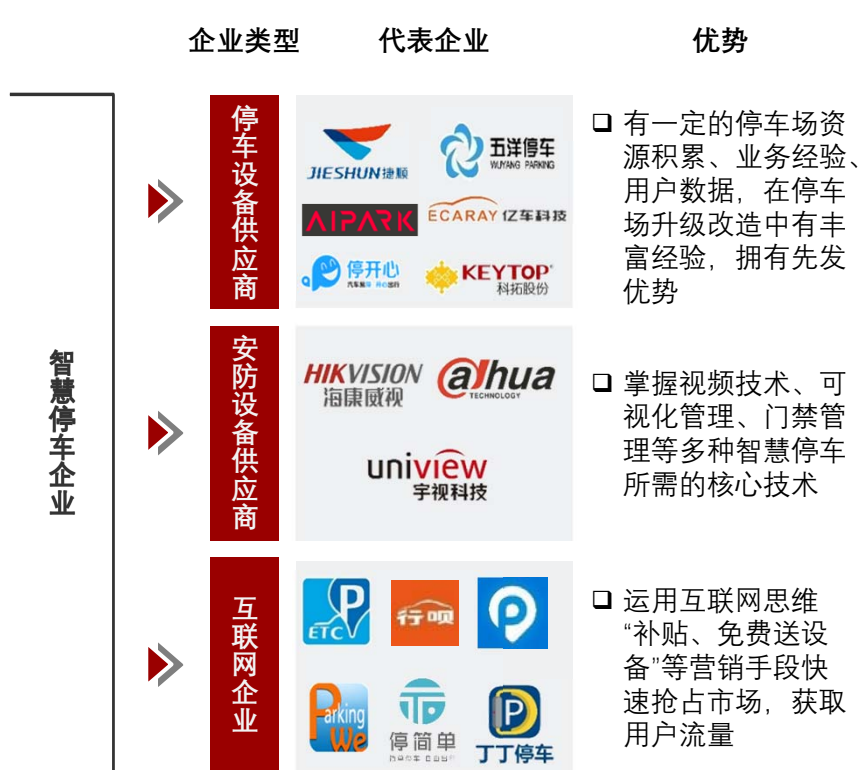 企业类型 代表企业 优势
智慧停车企业
停车设备供应商
JIESHUN捷顺
五洋停车
WUYANG PARKING
AIPARK
ECARAY 亿车科技
停开心
KEYTOP
科拓股份
有一定的停车场资
源积累、业务经验、
用户数据，在停车
场升级改造中有丰
富经验，拥有先发
优势
安防设备供应商
HIKVISION
海康威视
alhua
TECHNOLOGY
uniview
宇视科技
掌握视频技术、可
视化管理、门禁管
理等多种智慧停车
所需的核心技术
互联网企业
P
ETC
行呗
P
Parking
We
停简单
P
丁丁停车
运用互联网思维
“补贴、免费送设
备”等营销手段快
速抢占市场，获取
用户流量